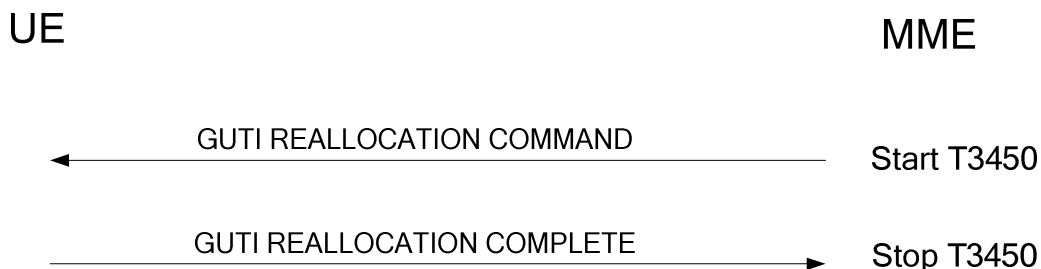 UE
MME
GUTI REALLOCATION COMMAND
Start T3450
GUTI REALLOCATION COMPLETE
Stop T3450